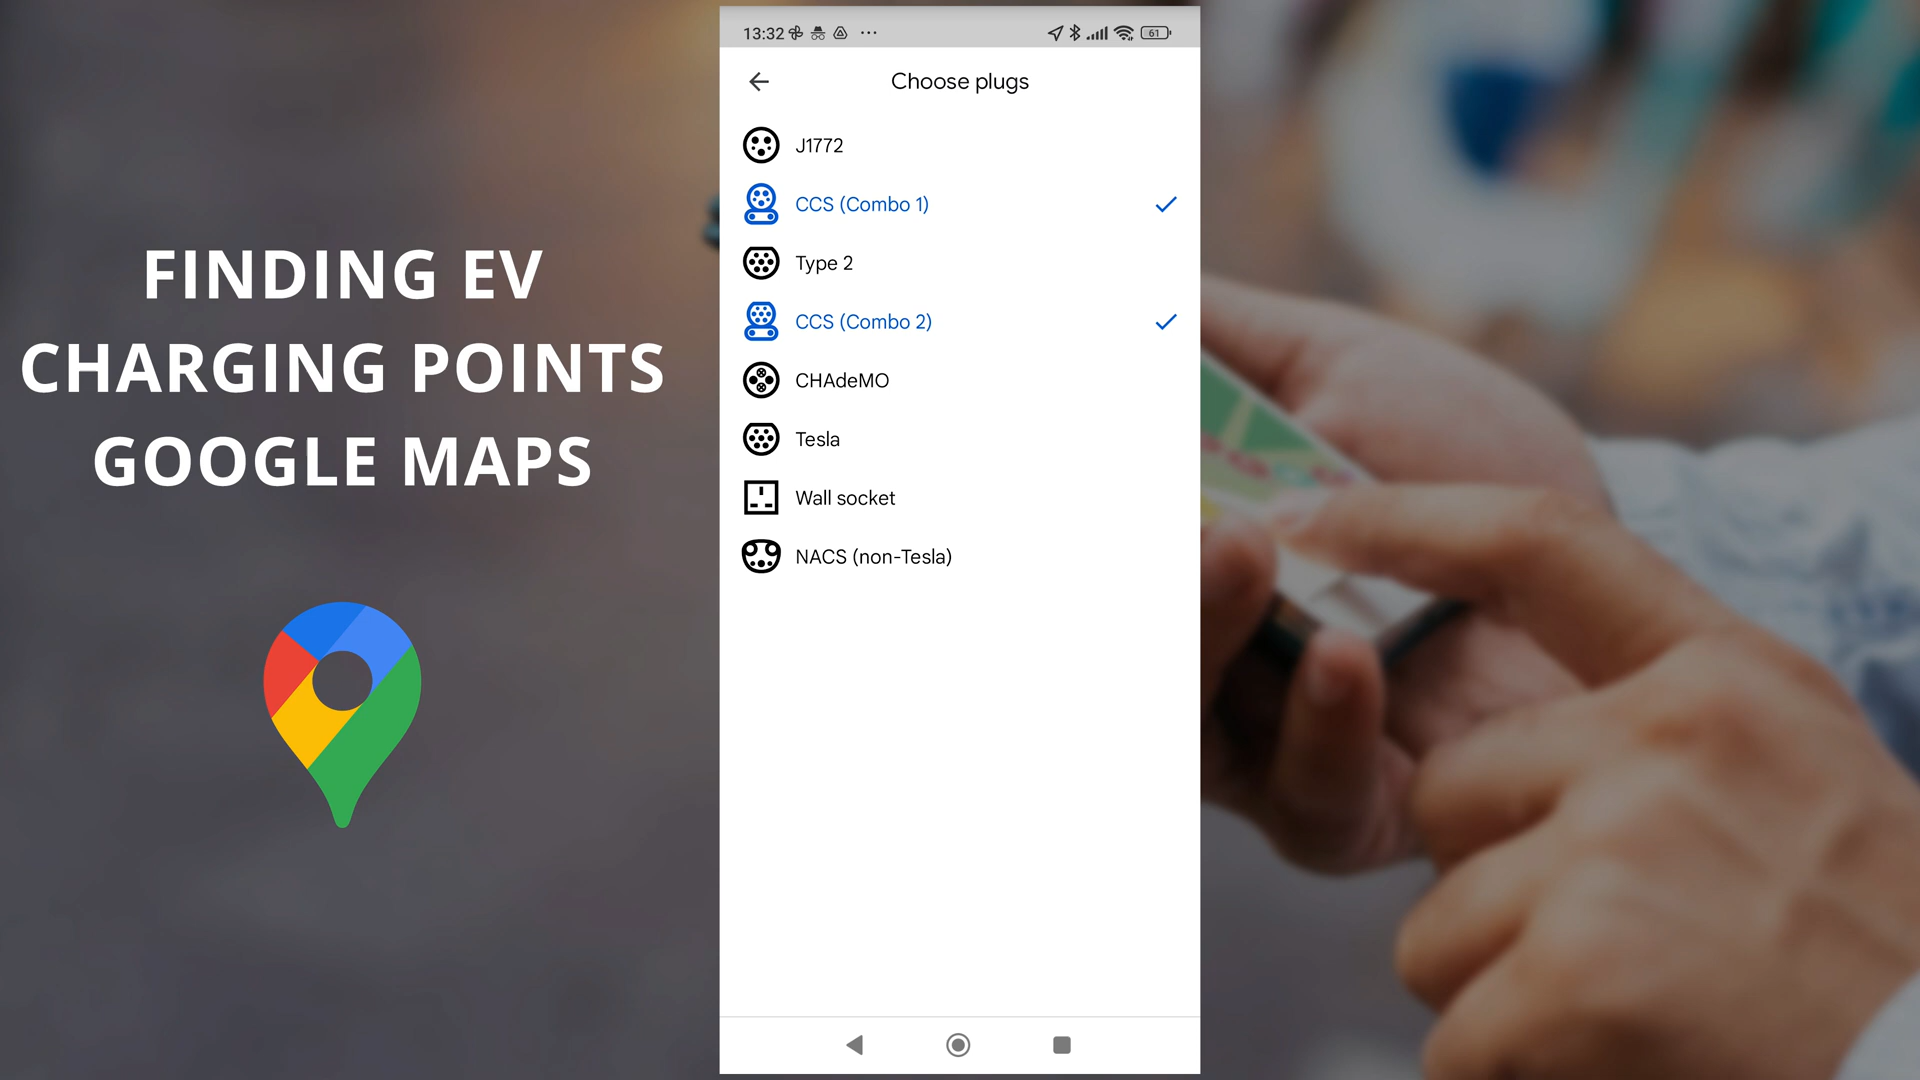 FINDING EV
CHARGING POINTS
GOOGLE MAPS
13:32
61
Choose plugs
J1772
CCS (Combo 1)
Type 2
CCS (Combo 2)
CHAdeMO
Tesla
Wall socket
NACS (non-Tesla)